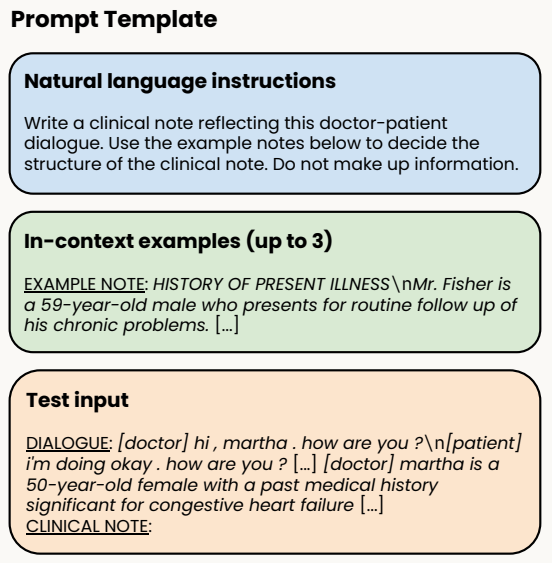 Prompt Template
Natural language instructions
Write a clinical note reflecting this doctor-patient
dialogue. Use the example notes below to decide the
structure of the clinical note. Do not make up information.
In-context examples (up to 3)
EXAMPLE NOTE: HISTORY OF PRESENT ILLNESS\nMr. Fisher is
a 59-year-old male who presents for routine follow up of
his chronic problems. [...]
Test input
DIALOGUE: [doctor] hi , martha . how are you ?\n[patient]
i'm doing okay . how are you ? [...] [doctor] martha is a
50-year-old female with a past medical history
significant for congestive heart failure [...]
CLINICAL NOTE: